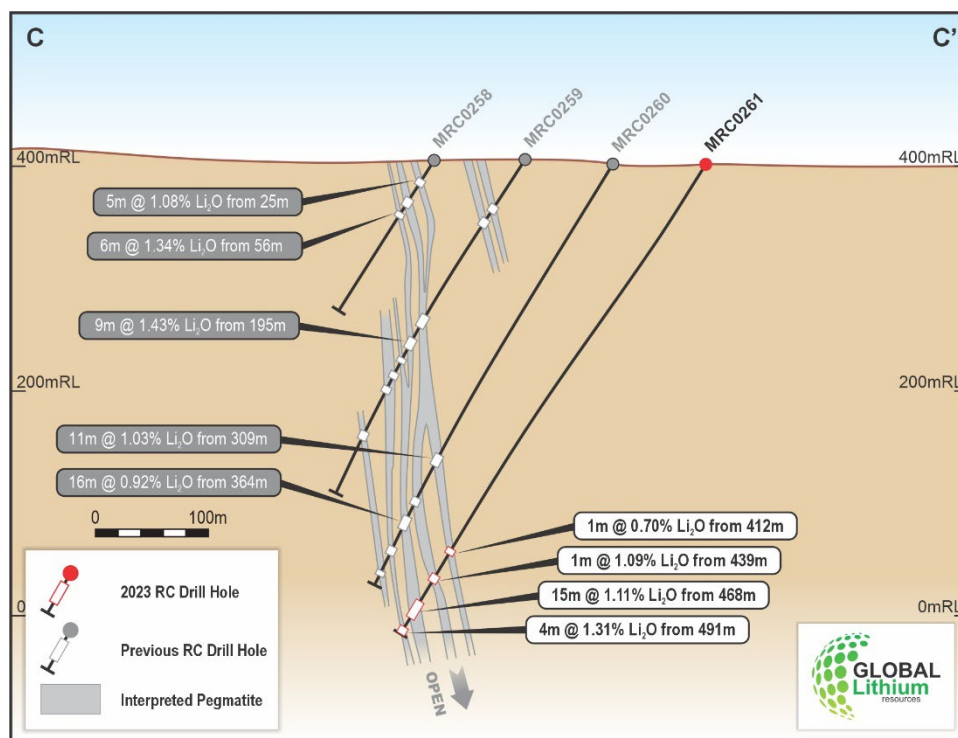 C
C'
MRC0258
MRC0259
MRC0260
MRC0261
400mRL
400mRL
5m @ 1.08% Li₂O from 25m
6m @ 1.34% Li₂O from 56m
9m @ 1.43% Li₂O from 195m
200mRL
200mRL
11m @ 1.03% Li₂O from 309m
16m @ 0.92% Li₂O from 364m
0
100m
1m @ 0.70% Li₂O from 412m
1m @ 1.09% Li₂O from 439m
15m @ 1.11% Li₂O from 468m
4m @ 1.31% Li₂O from 491m
0
0mRL
2023 RC Drill Hole
Previous RC Drill Hole
Interpreted Pegmatite
OPEN
GLOBAL
Lithium
resources